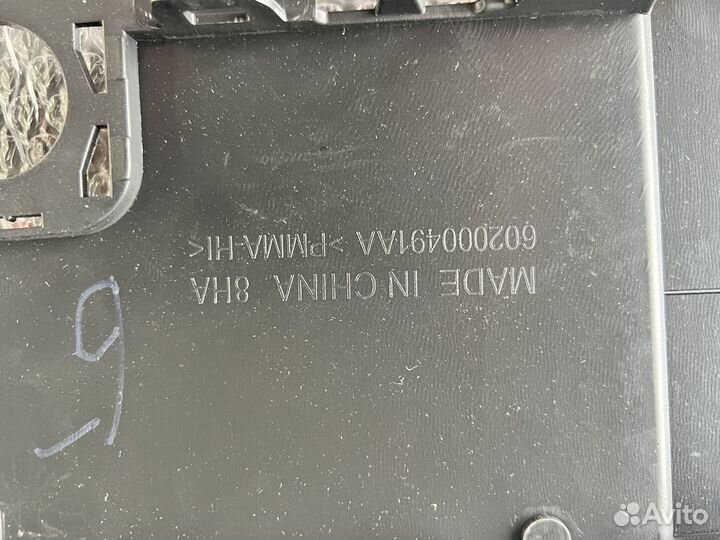 MADE IN CHINA 8HA
602000491AA >PMMA-HI<
Avito